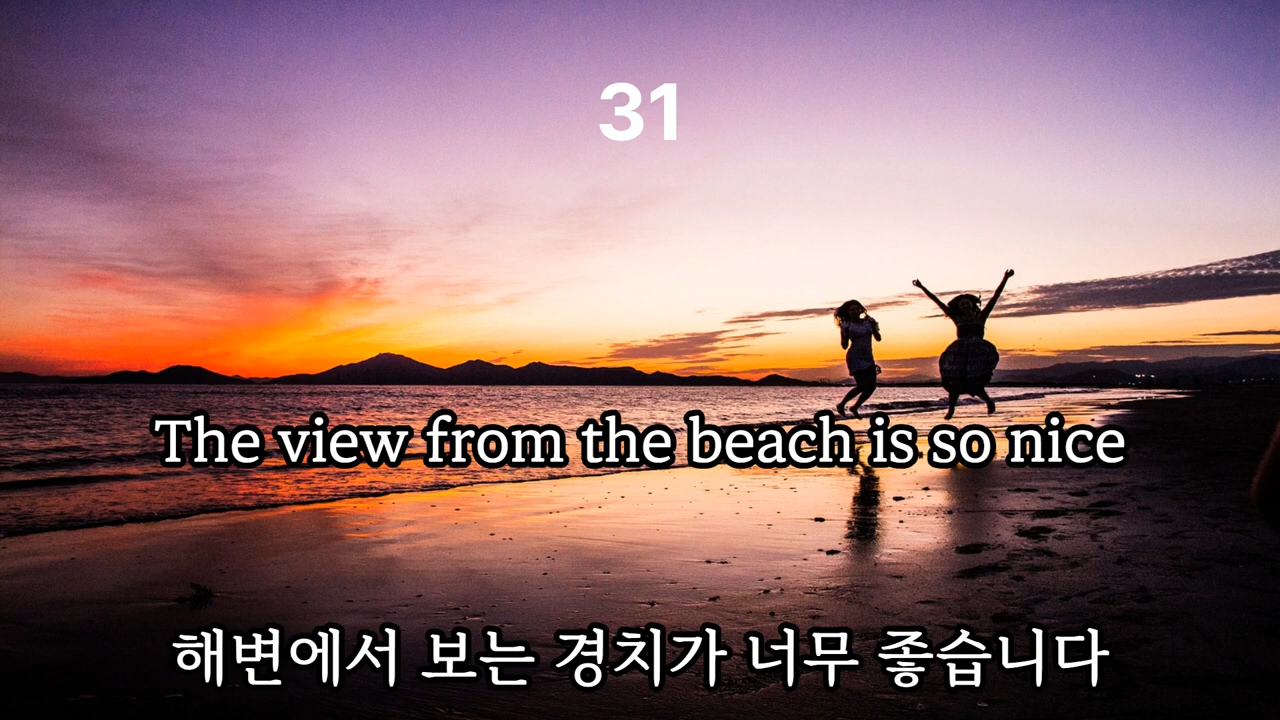 31
The view from the beach is so nice
해변에서 보는 경치가 너무 좋습니다